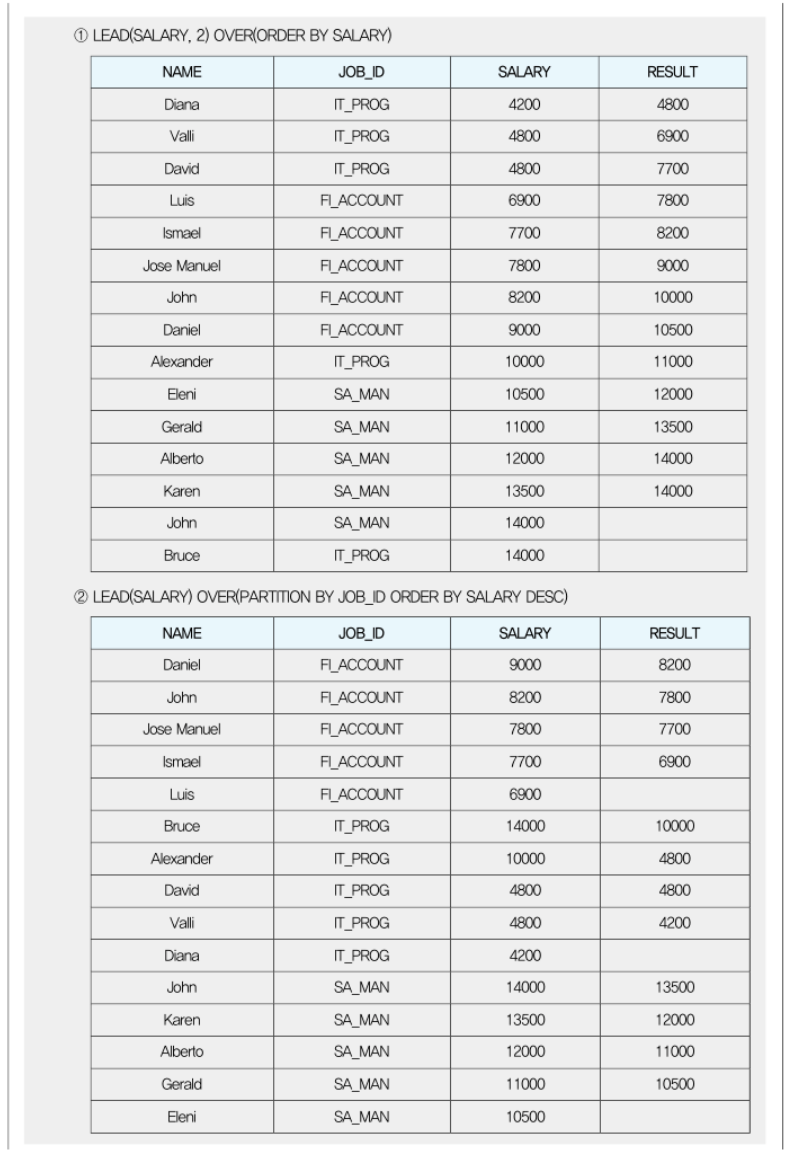 ① LEAD(SALARY, 2) OVER(ORDER BY SALARY)
NAME JOB_ID SALARY RESULT
Diana IT_PROG 4200 4800
Valli IT_PROG 4800 6900
David IT_PROG 4800 7700
Luis FI_ACCOUNT 6900 7800
Ismael FI_ACCOUNT 7700 8200
Jose Manuel FI_ACCOUNT 7800 9000
John FI_ACCOUNT 8200 10000
Daniel FI_ACCOUNT 9000 10500
Alexander IT_PROG 10000 11000
Eleni SA_MAN 10500 12000
Gerald SA_MAN 11000 13500
Alberto SA_MAN 12000 14000
Karen SA_MAN 13500 14000
John SA_MAN 14000
Bruce IT_PROG 14000
② LEAD(SALARY) OVER(PARTITION BY JOB_ID ORDER BY SALARY DESC)
NAME JOB_ID SALARY RESULT
Daniel FI_ACCOUNT 9000 8200
John FI_ACCOUNT 8200 7800
Jose Manuel FI_ACCOUNT 7800 7700
Ismael FI_ACCOUNT 7700 6900
Luis FI_ACCOUNT 6900
Bruce IT_PROG 14000 10000
Alexander IT_PROG 10000 4800
David IT_PROG 4800 4800
Valli IT_PROG 4800 4200
Diana IT_PROG 4200
John SA_MAN 14000 13500
Karen SA_MAN 13500 12000
Alberto SA_MAN 12000 11000
Gerald SA_MAN 11000 10500
Eleni SA_MAN 10500